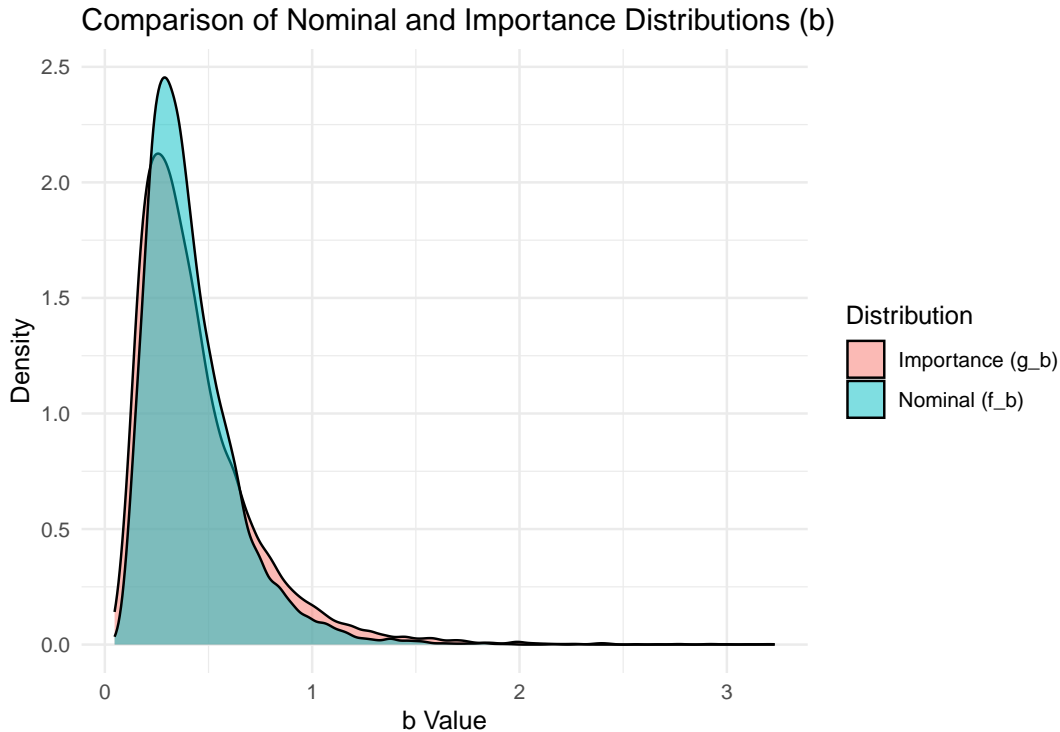 Comparison of Nominal and Importance Distributions (b)
2.5
2.0
1.5
1.0
0.5
0.0
Density
0
1
2
3
b Value
Distribution
Importance (g_b)
Nominal (f_b)